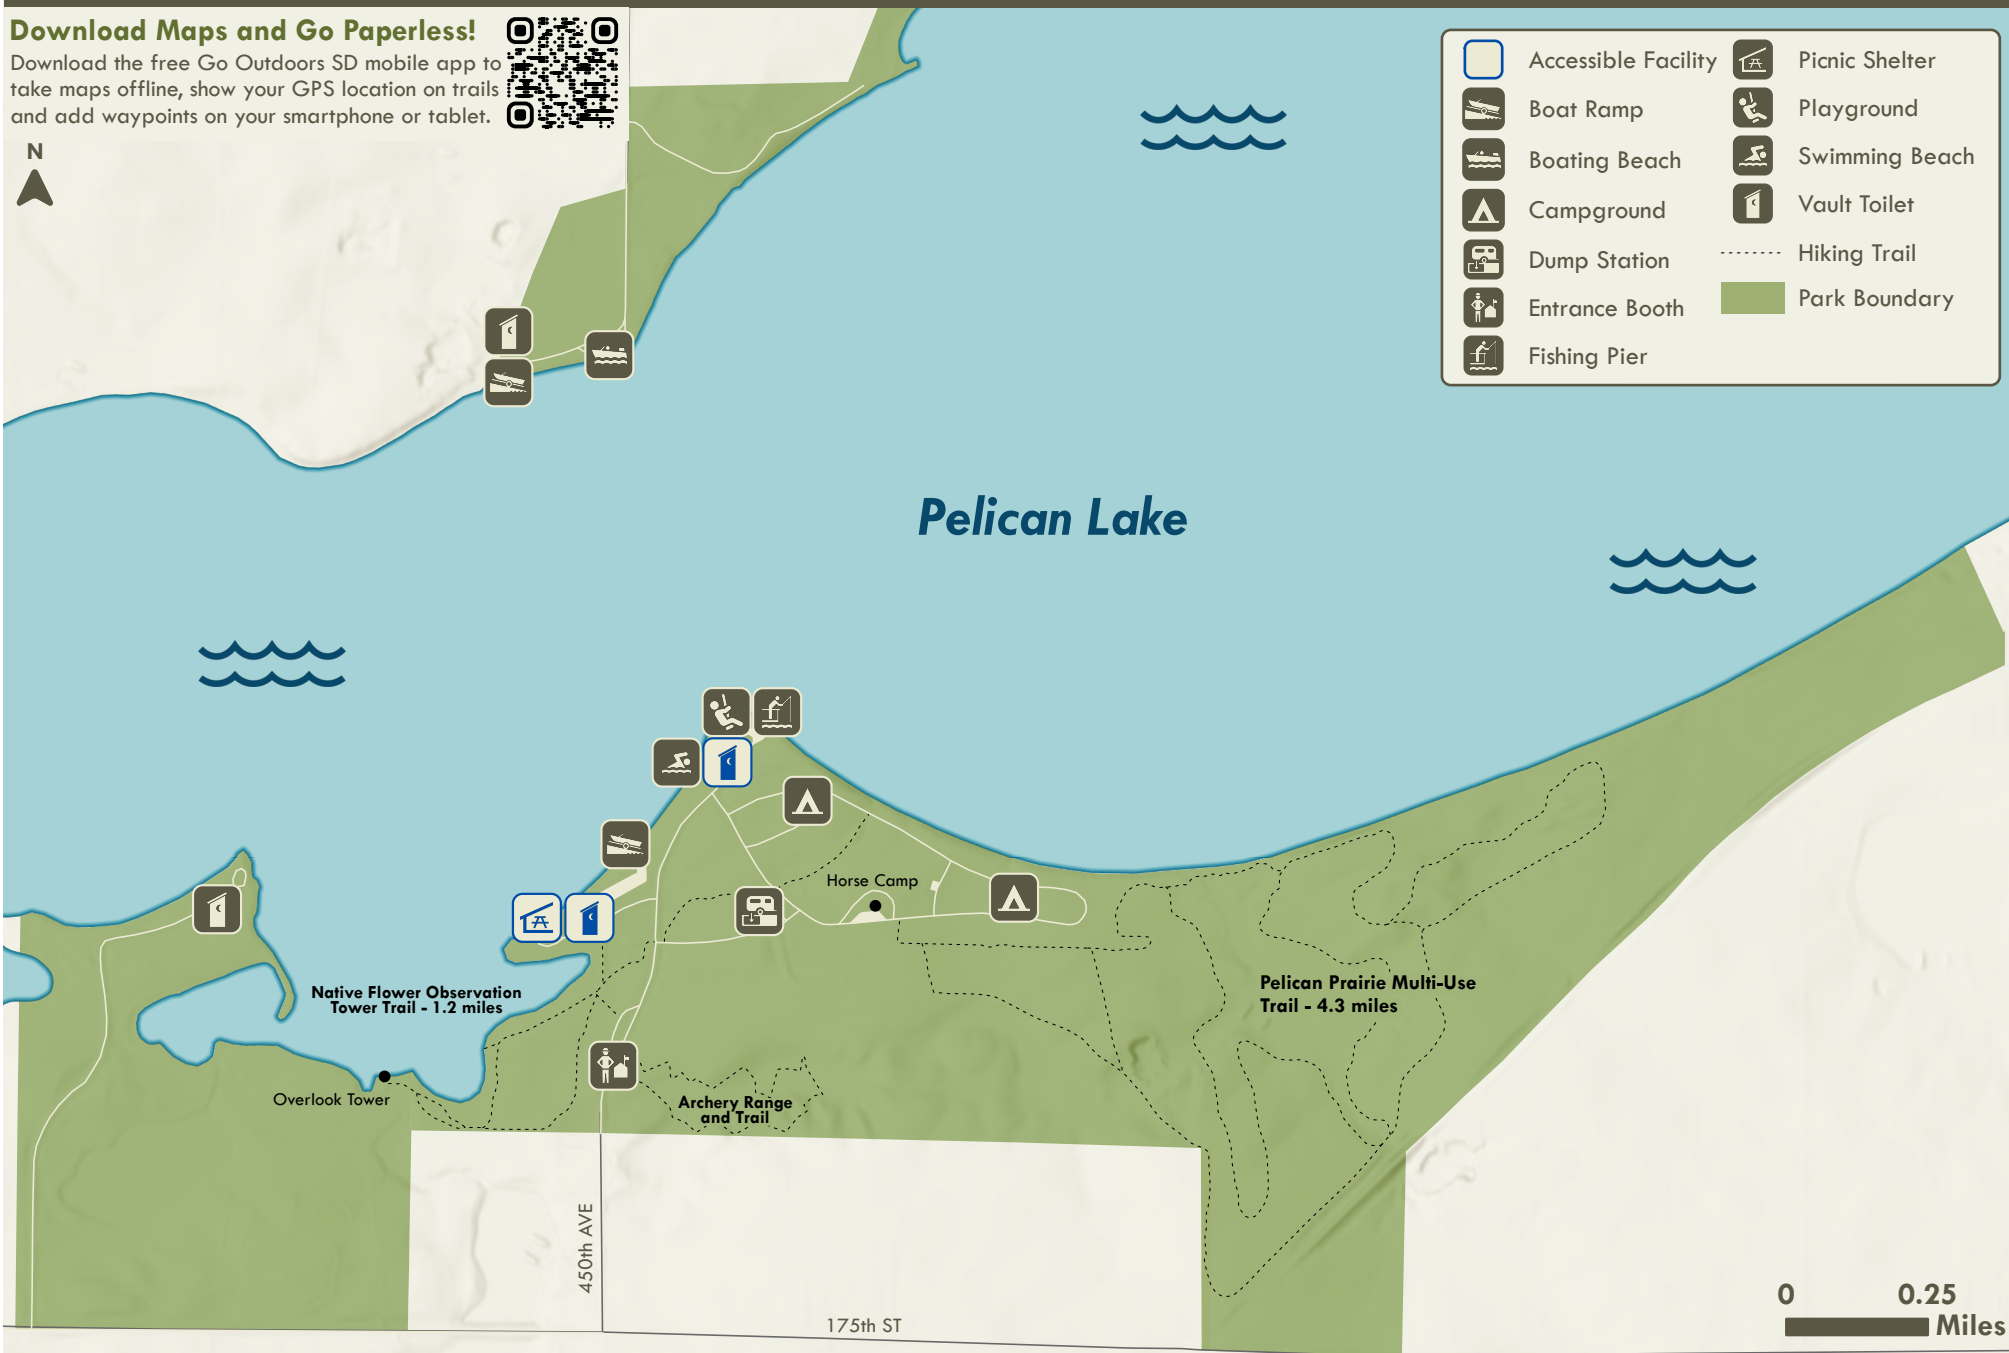 Download Maps and Go Paperless!
Download the free Go Outdoors SD mobile app to
take maps offline, show your GPS location on trails
and add waypoints on your smartphone or tablet.
N
Accessible Facility
Boat Ramp
Boating Beach
Campground
Dump Station
Entrance Booth
Fishing Pier
Picnic Shelter
Playground
Swimming Beach
Vault Toilet
Hiking Trail
Park Boundary
Pelican Lake
Horse Camp
Native Flower Observation
Tower Trail - 1.2 miles
Pelican Prairie Multi-Use
Trail - 4.3 miles
Overlook Tower
Archery Range
and Trail
450th AVE
175th ST
0 0.25
Miles